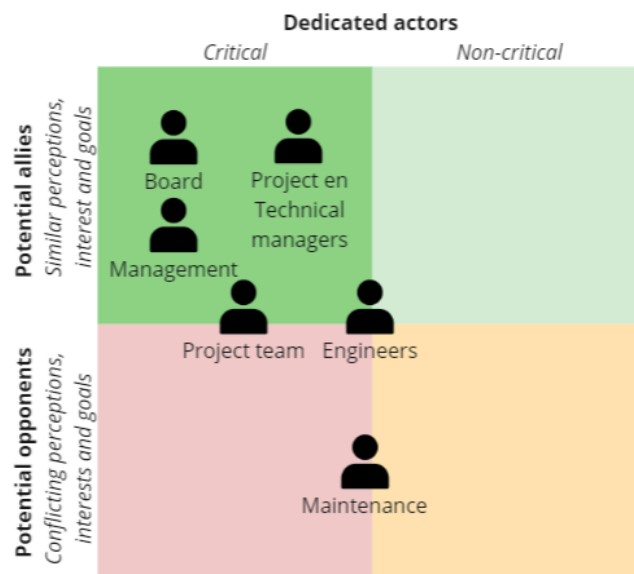 Dedicated actors
Critical
Non-critical
Potential allies
Similar perceptions,
interest and goals
Board
Project en
Technical
managers
Management
Project team
Engineers
Potential opponents
Conflicting perceptions,
interests and goals
Maintenance